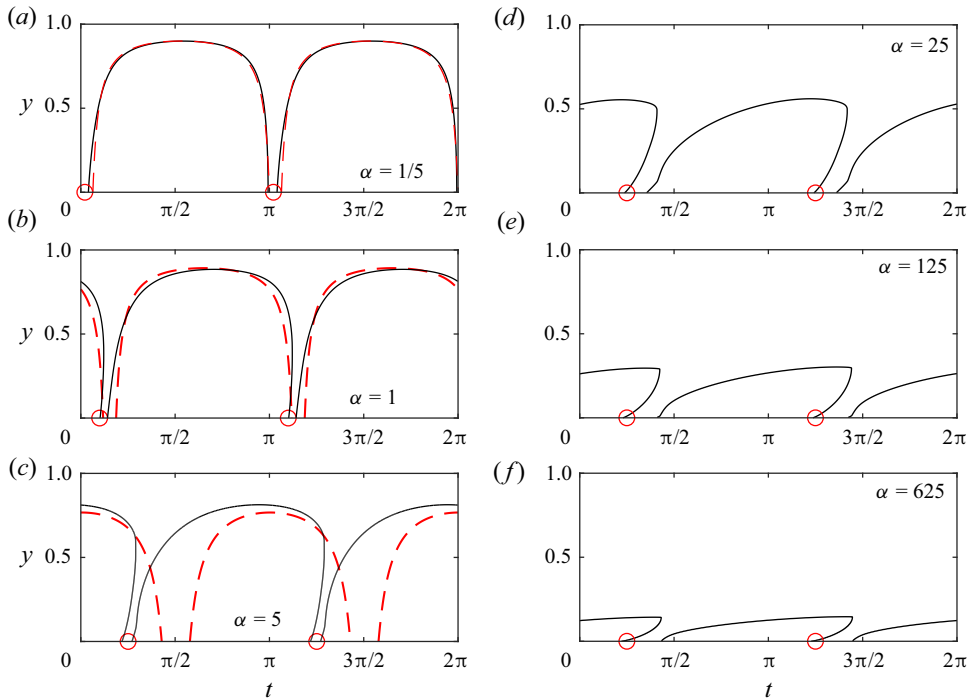 (a)
1.0
y
0.5
α = 1/5
0
π/2
π
3π/2
2π
(b)
1.0
y
0.5
α = 1
0
π/2
π
3π/2
2π
(c)
1.0
y
0.5
α = 5
0
π/2
π
3π/2
2π
t
(d)
1.0
α = 25
0.5
0
π/2
π
3π/2
2π
(e)
1.0
α = 125
0.5
0
π/2
π
3π/2
2π
(f)
1.0
α = 625
0.5
0
π/2
π
3π/2
2π
t